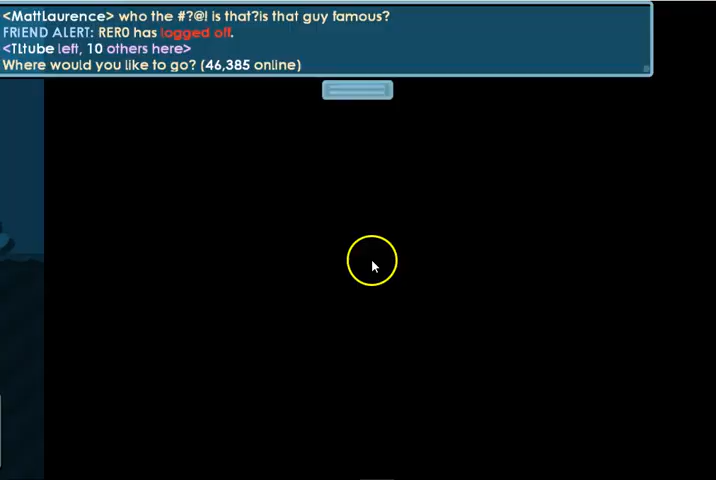 <MattLaurence> who the #?@! is that?is that guy famous?
FRIEND ALERT: RER0 has logged off.
<TLtube left, 10 others here>
Where would you like to go? (46,385 online)